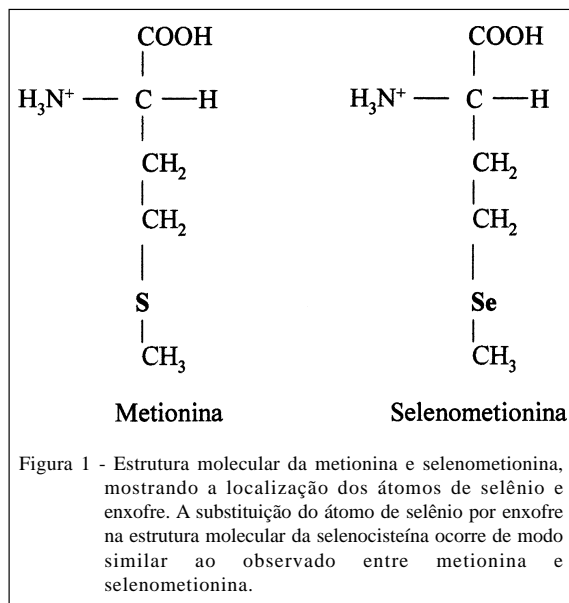 COOH COOH
H₃N⁺ — C — H H₃N⁺ — C — H
CH₂ CH₂
CH₂ CH₂
S Se
CH₃ CH₃
Metionina Selenometionina
Figura 1 - Estrutura molecular da metionina e selenometionina,
mostrando a localização dos átomos de selênio e
enxofre. A substituição do átomo de selênio por enxofre
na estrutura molecular da selenocisteína ocorre de modo
similar ao observado entre metionina e
selenometionina.